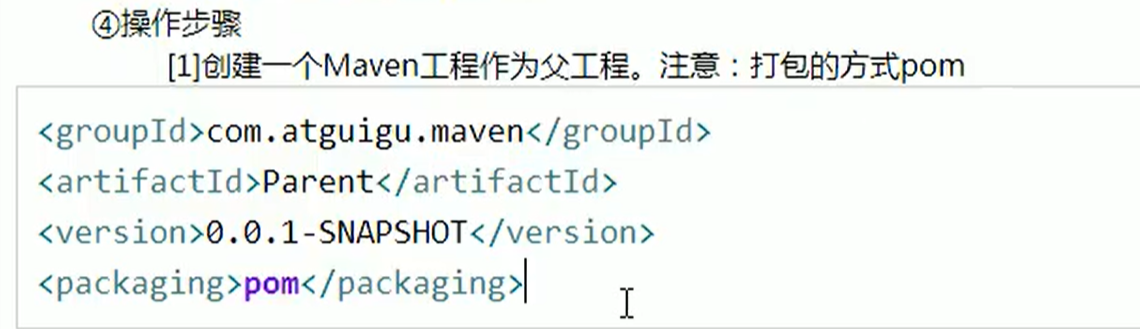 ④操作步骤
[1]创建一个Maven工程作为父工程。注意：打包的方式pom
<groupId>com.atguigu.maven</groupId>
<artifactId>Parent</artifactId>
<version>0.0.1-SNAPSHOT</version>
<packaging>pom</packaging>